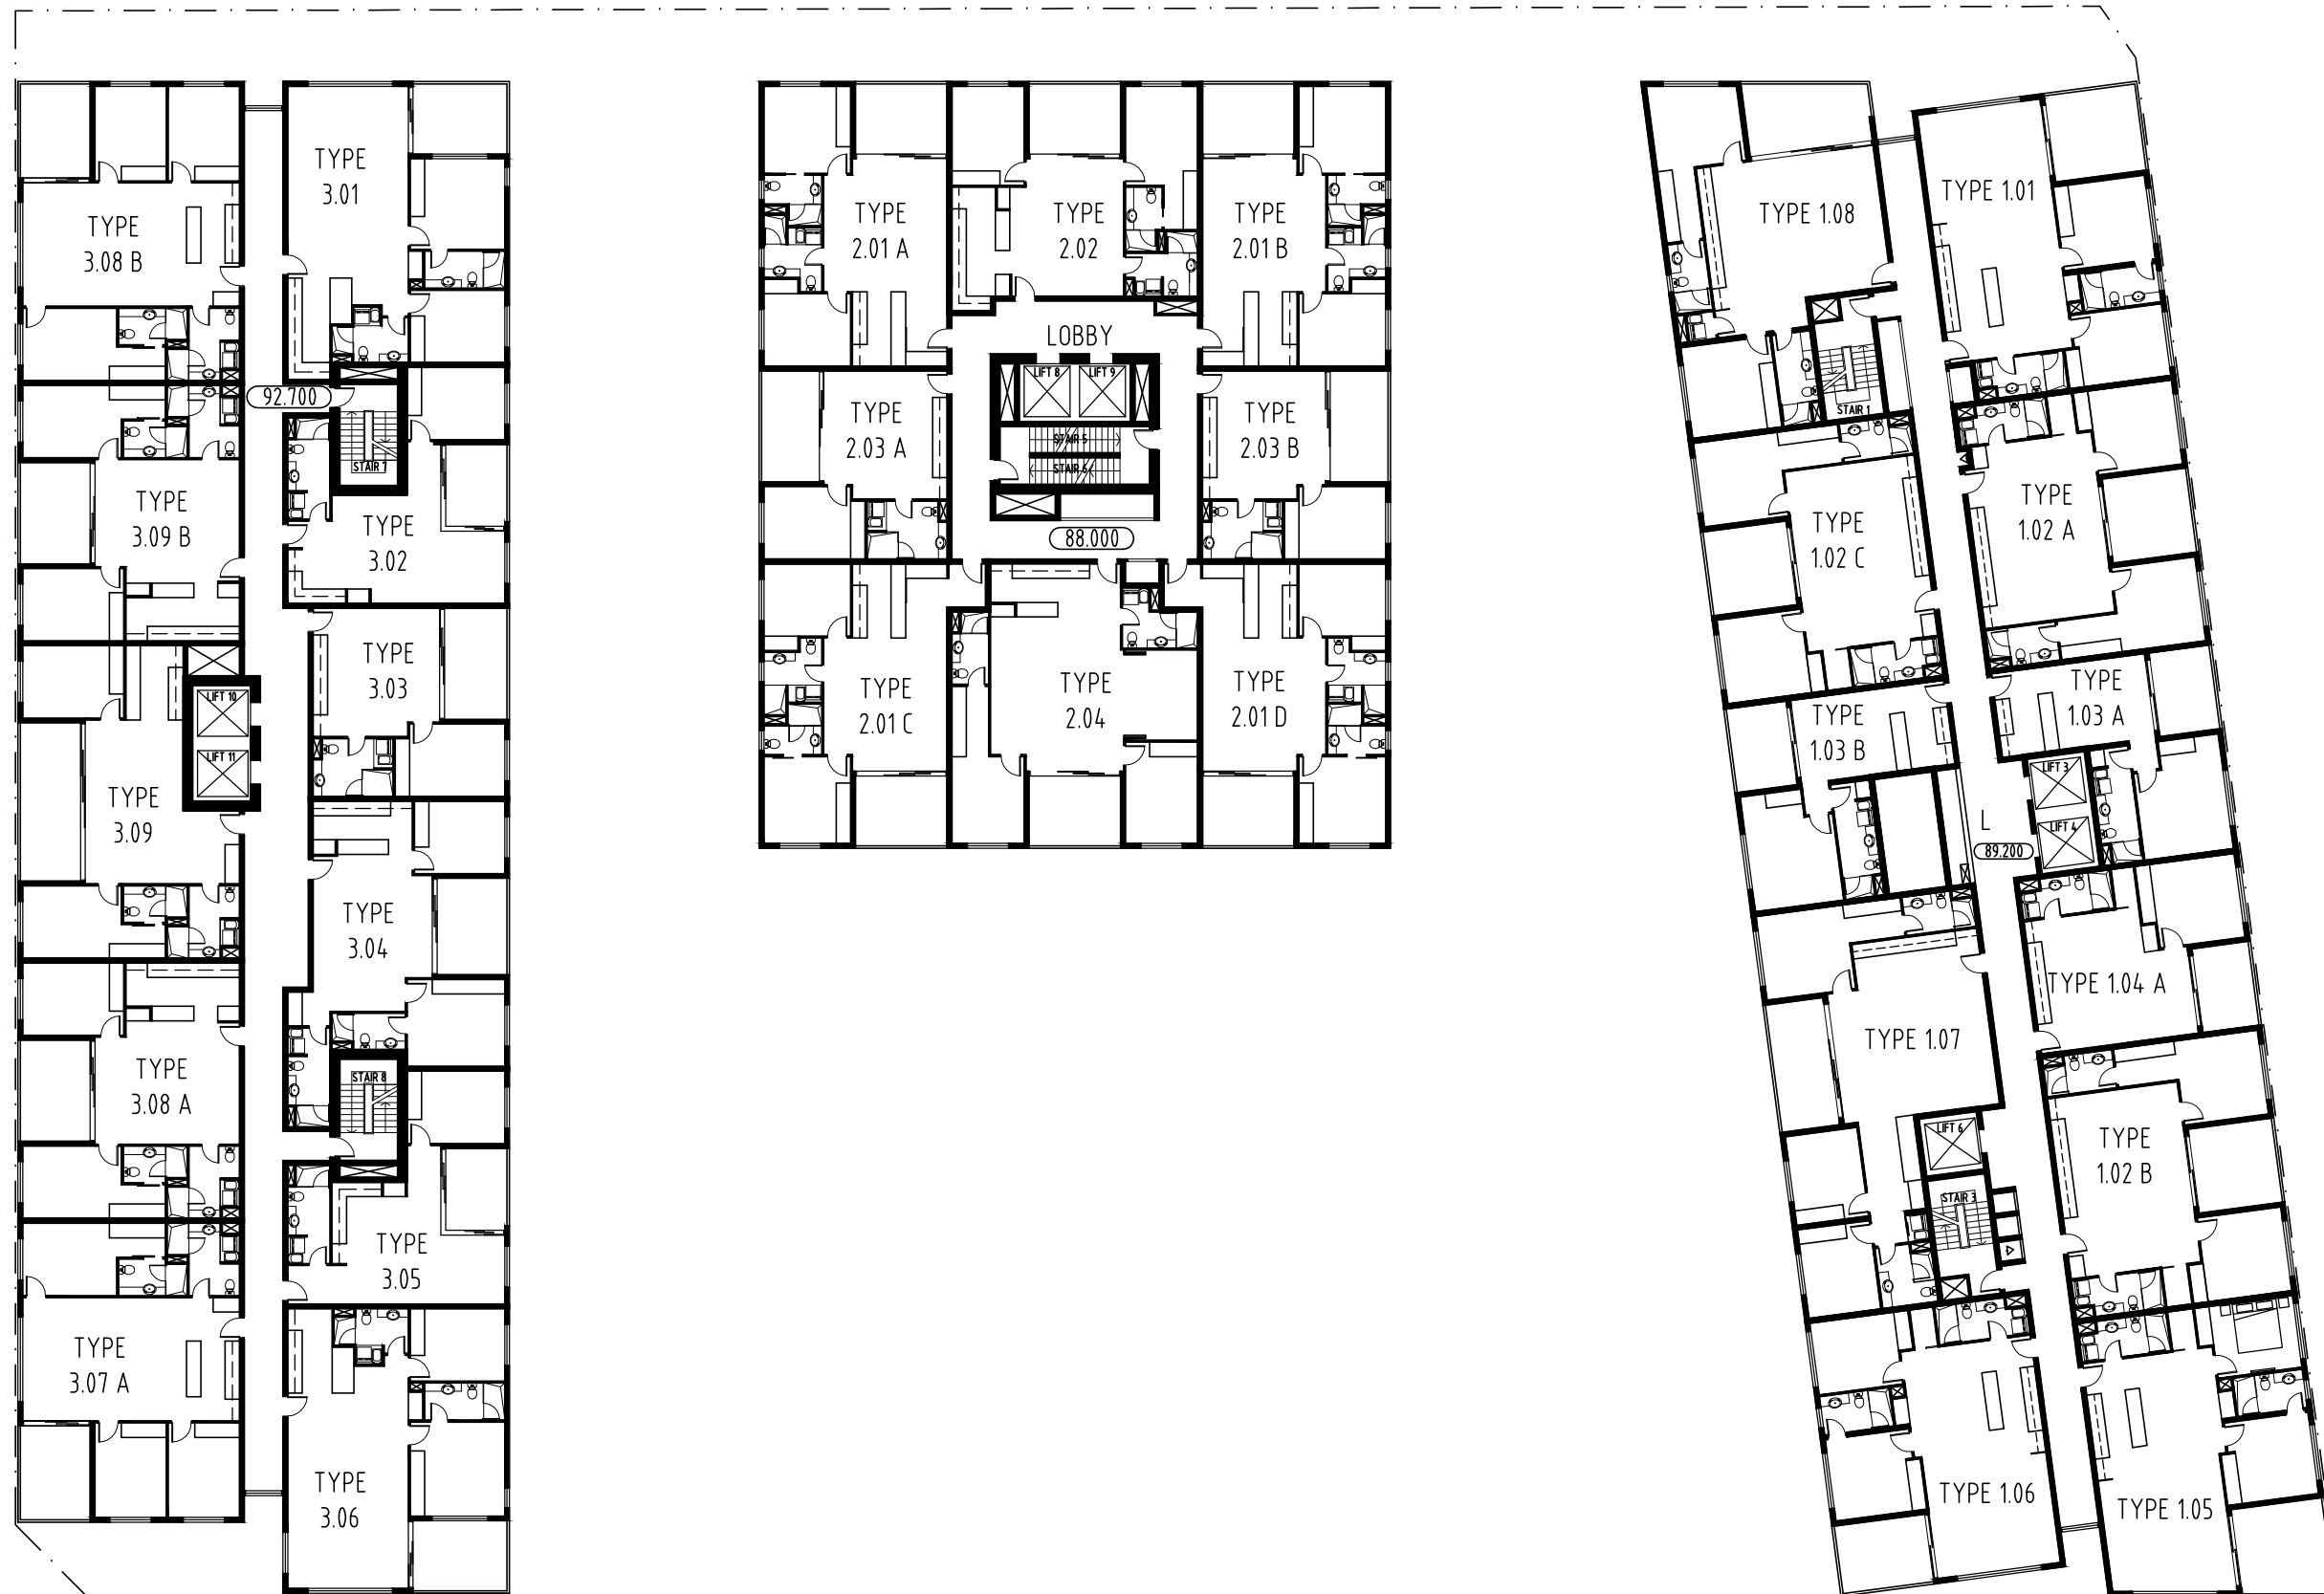 TYPE
3.01
TYPE
3.08 B
92.700
STAIR 7
TYPE
3.09 B
TYPE
3.02
TYPE
3.03
LIFT 10
LIFT 11
TYPE
3.09
TYPE
3.04
TYPE
3.08 A
STAIR 8
TYPE
3.05
TYPE
3.07 A
TYPE
3.06
TYPE
2.01 A
TYPE
2.02
TYPE
2.01 B
LOBBY
LIFT 8
LIFT 9
TYPE
2.03 A
STAIR 5
STAIR 6
TYPE
2.03 B
88.000
TYPE
2.01 C
TYPE
2.04
TYPE
2.01 D
TYPE 1.08
TYPE 1.01
STAIR 1
TYPE
1.02 C
TYPE
1.02 A
TYPE
1.03 B
TYPE
1.03 A
LIFT 3
LIFT 4
L
89.200
TYPE 1.04 A
TYPE 1.07
LIFT 6
TYPE
1.02 B
STAIR 3
TYPE 1.06
TYPE 1.05